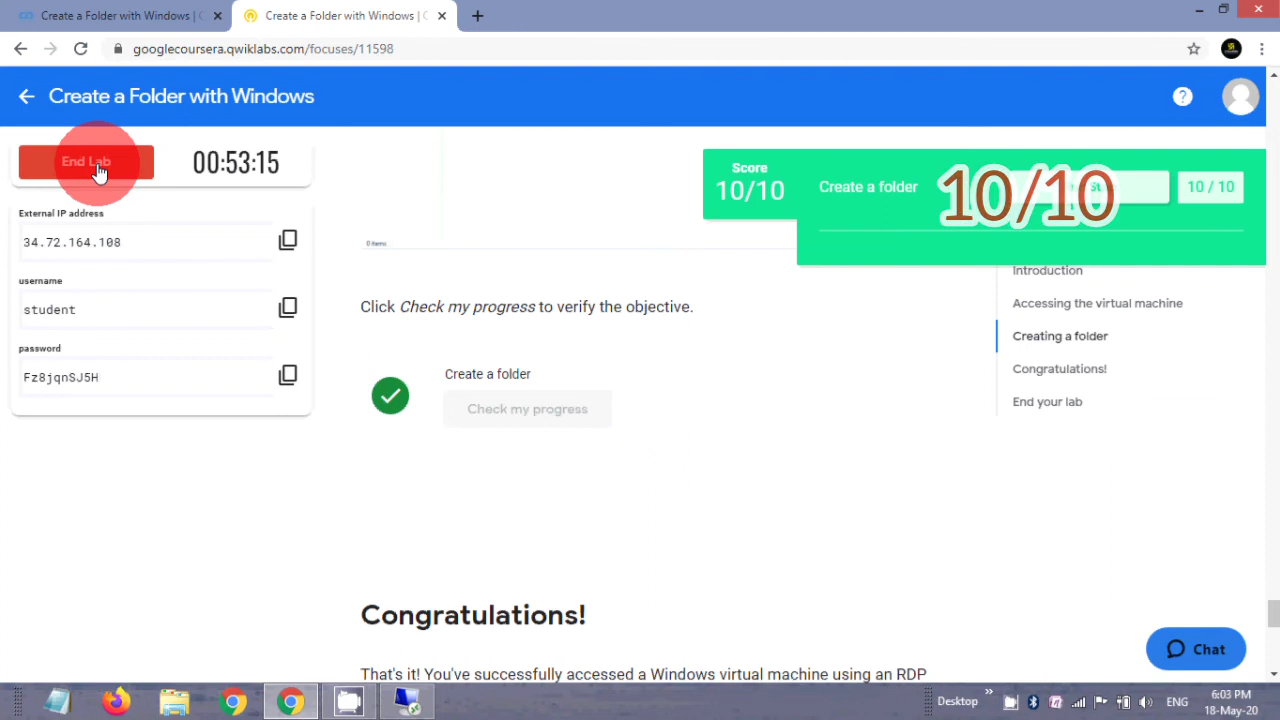 Create a Folder with Windows | C
Create a Folder with Windows | C
googlecoursera.qwiklabs.com/focuses/11598
Create a Folder with Windows
End Lab
00:53:15
External IP address
34.72.164.108
username
student
password
Fz8jqnSJ5H
Score
10/10
Create a folder
10/10
10 / 10
0 items
Click Check my progress to verify the objective.
Create a folder
Check my progress
Introduction
Accessing the virtual machine
Creating a folder
Congratulations!
End your lab
Congratulations!
That's it! You've successfully accessed a Windows virtual machine using an RDP
Chat
Desktop
ENG
6:03 PM
18-May-20